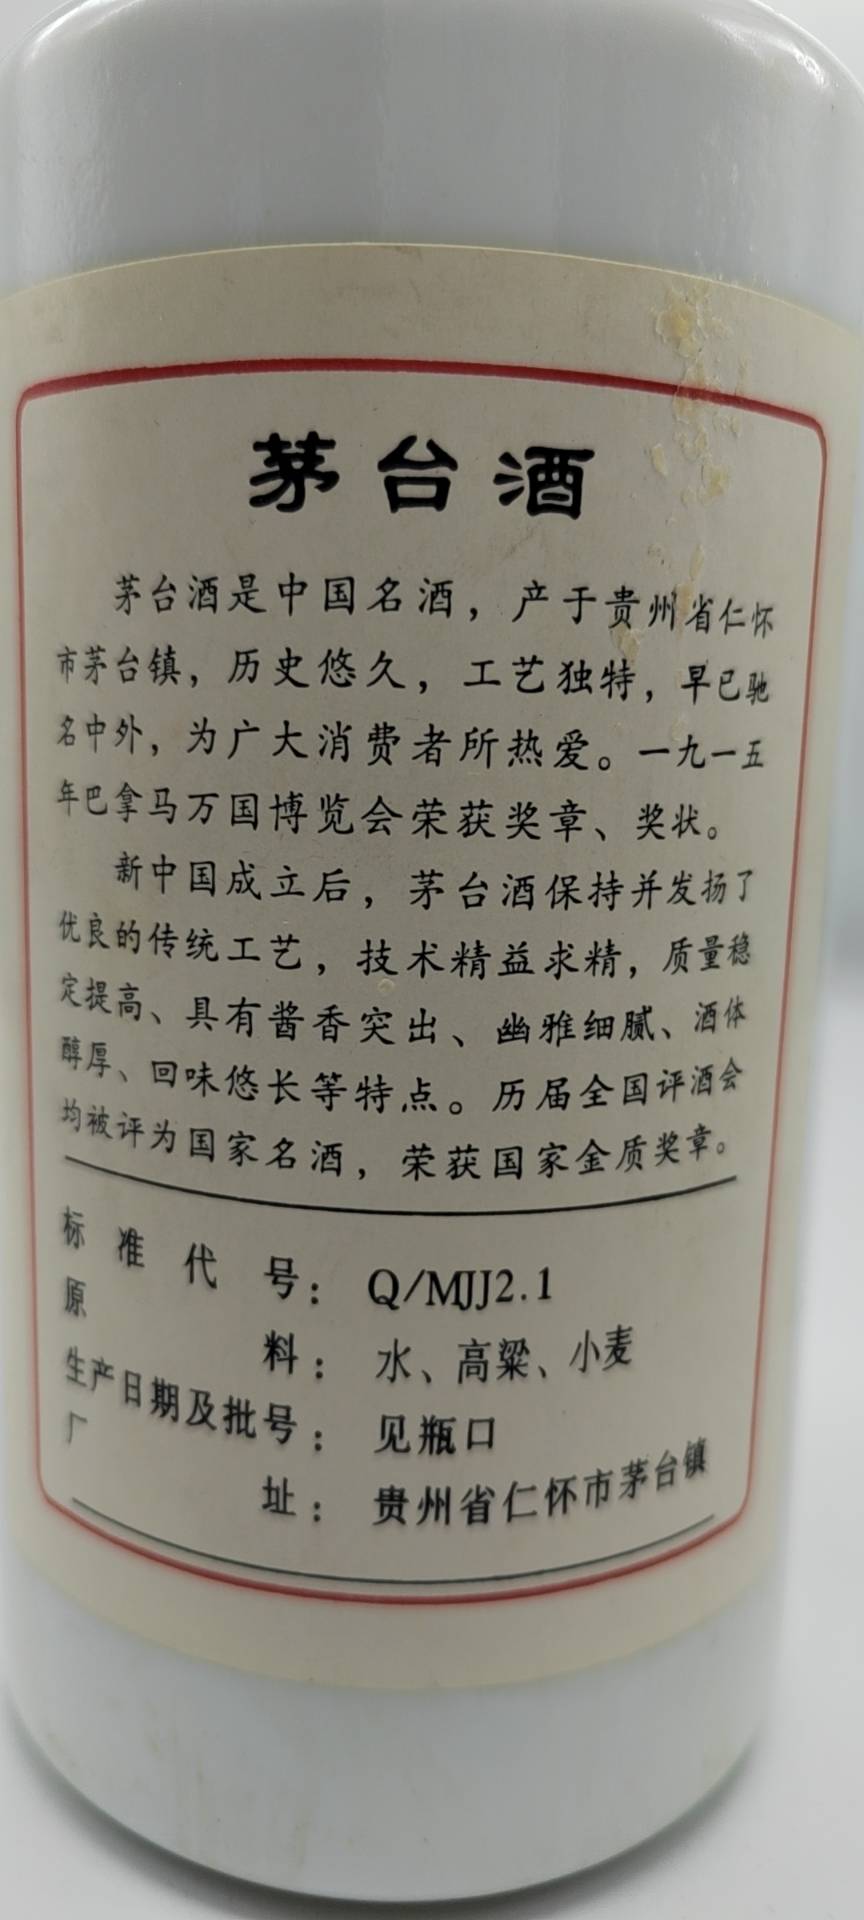 茅台酒
茅台酒是中国名酒，产于贵州省仁怀
市茅台镇，历史悠久，工艺独特，早已驰
名中外，为广大消费者所热爱。一九一五
年巴拿马万国博览会荣获奖章、奖状。
新中国成立后，茅台酒保持并发扬了
优良的传统工艺，技术精益求精，质量稳
定提高、具有酱香突出、幽雅细腻、酒体
醇厚、回味悠长等特点。历届全国评酒会
均被评为国家名酒，荣获国家金质奖章。
标准代号：Q/MJJ2.1
原料：水、高粱、小麦
生产日期及批号：见瓶口
厂址：贵州省仁怀市茅台镇